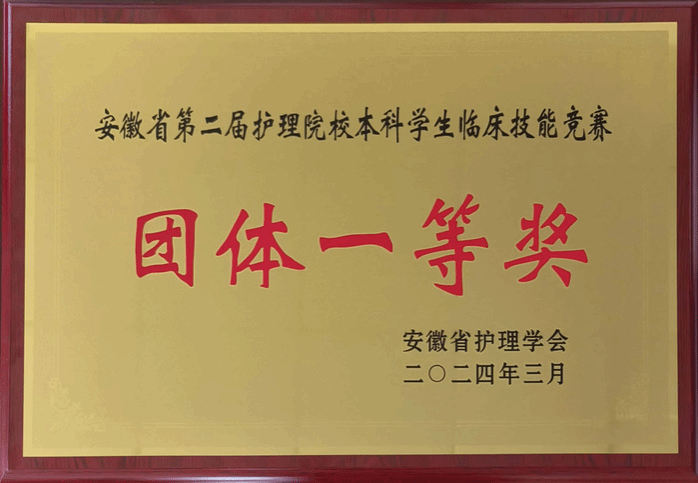 安徽省第二届护理院校本科学生临床技能竞赛
团体一等奖
安徽省护理学会
二〇二四年三月